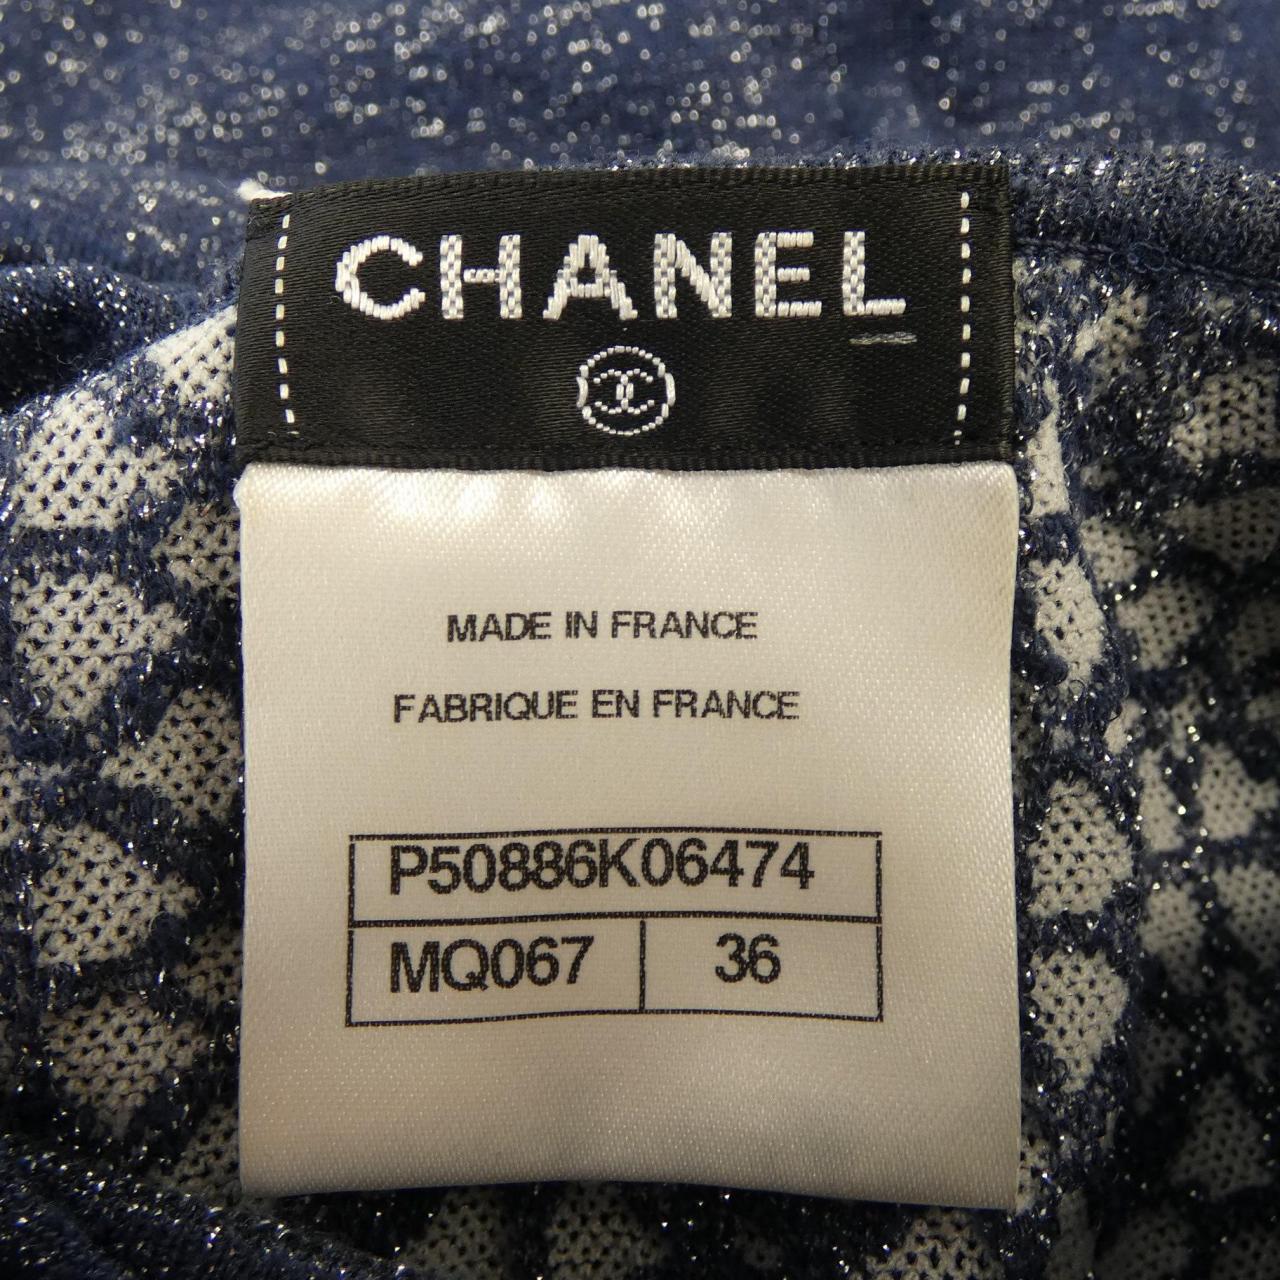 CHANEL
MADE IN FRANCE
FABRIQUE EN FRANCE
P50886K06474
MQ067 36